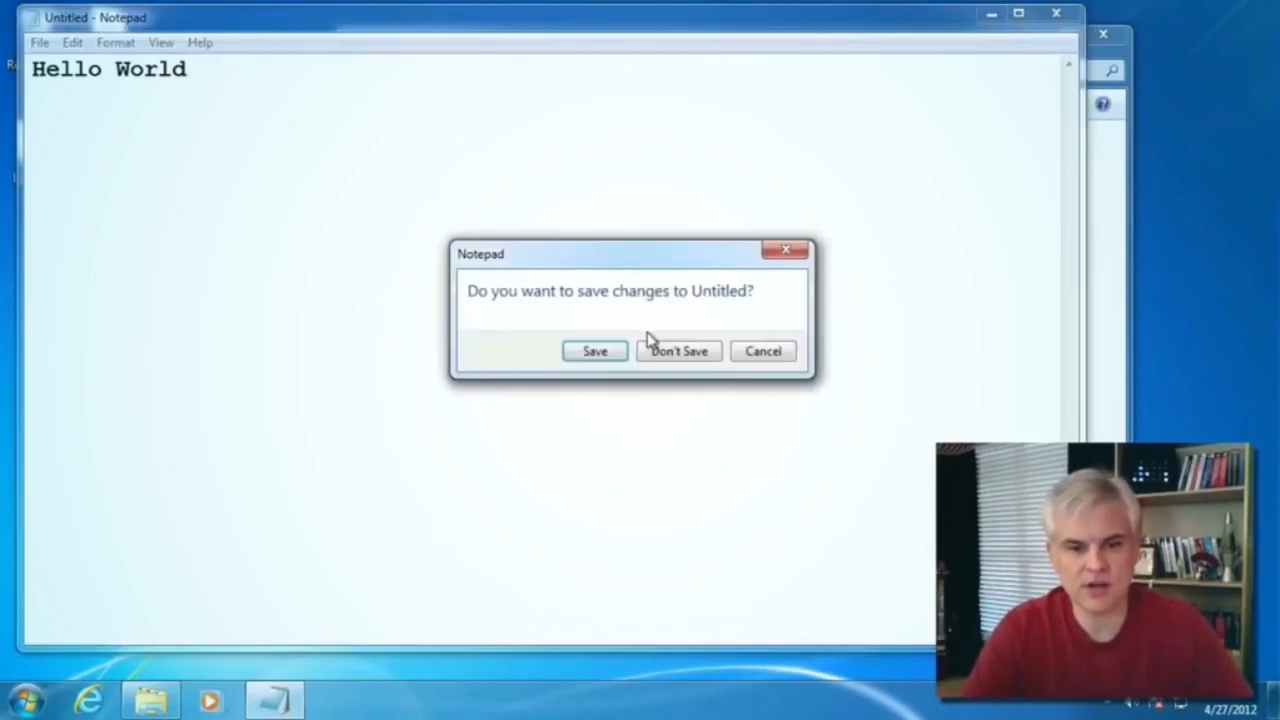 Untitled - Notepad
File Edit Format View Help
Hello World
Notepad
Do you want to save changes to Untitled?
Save Don't Save Cancel
4/27/2012